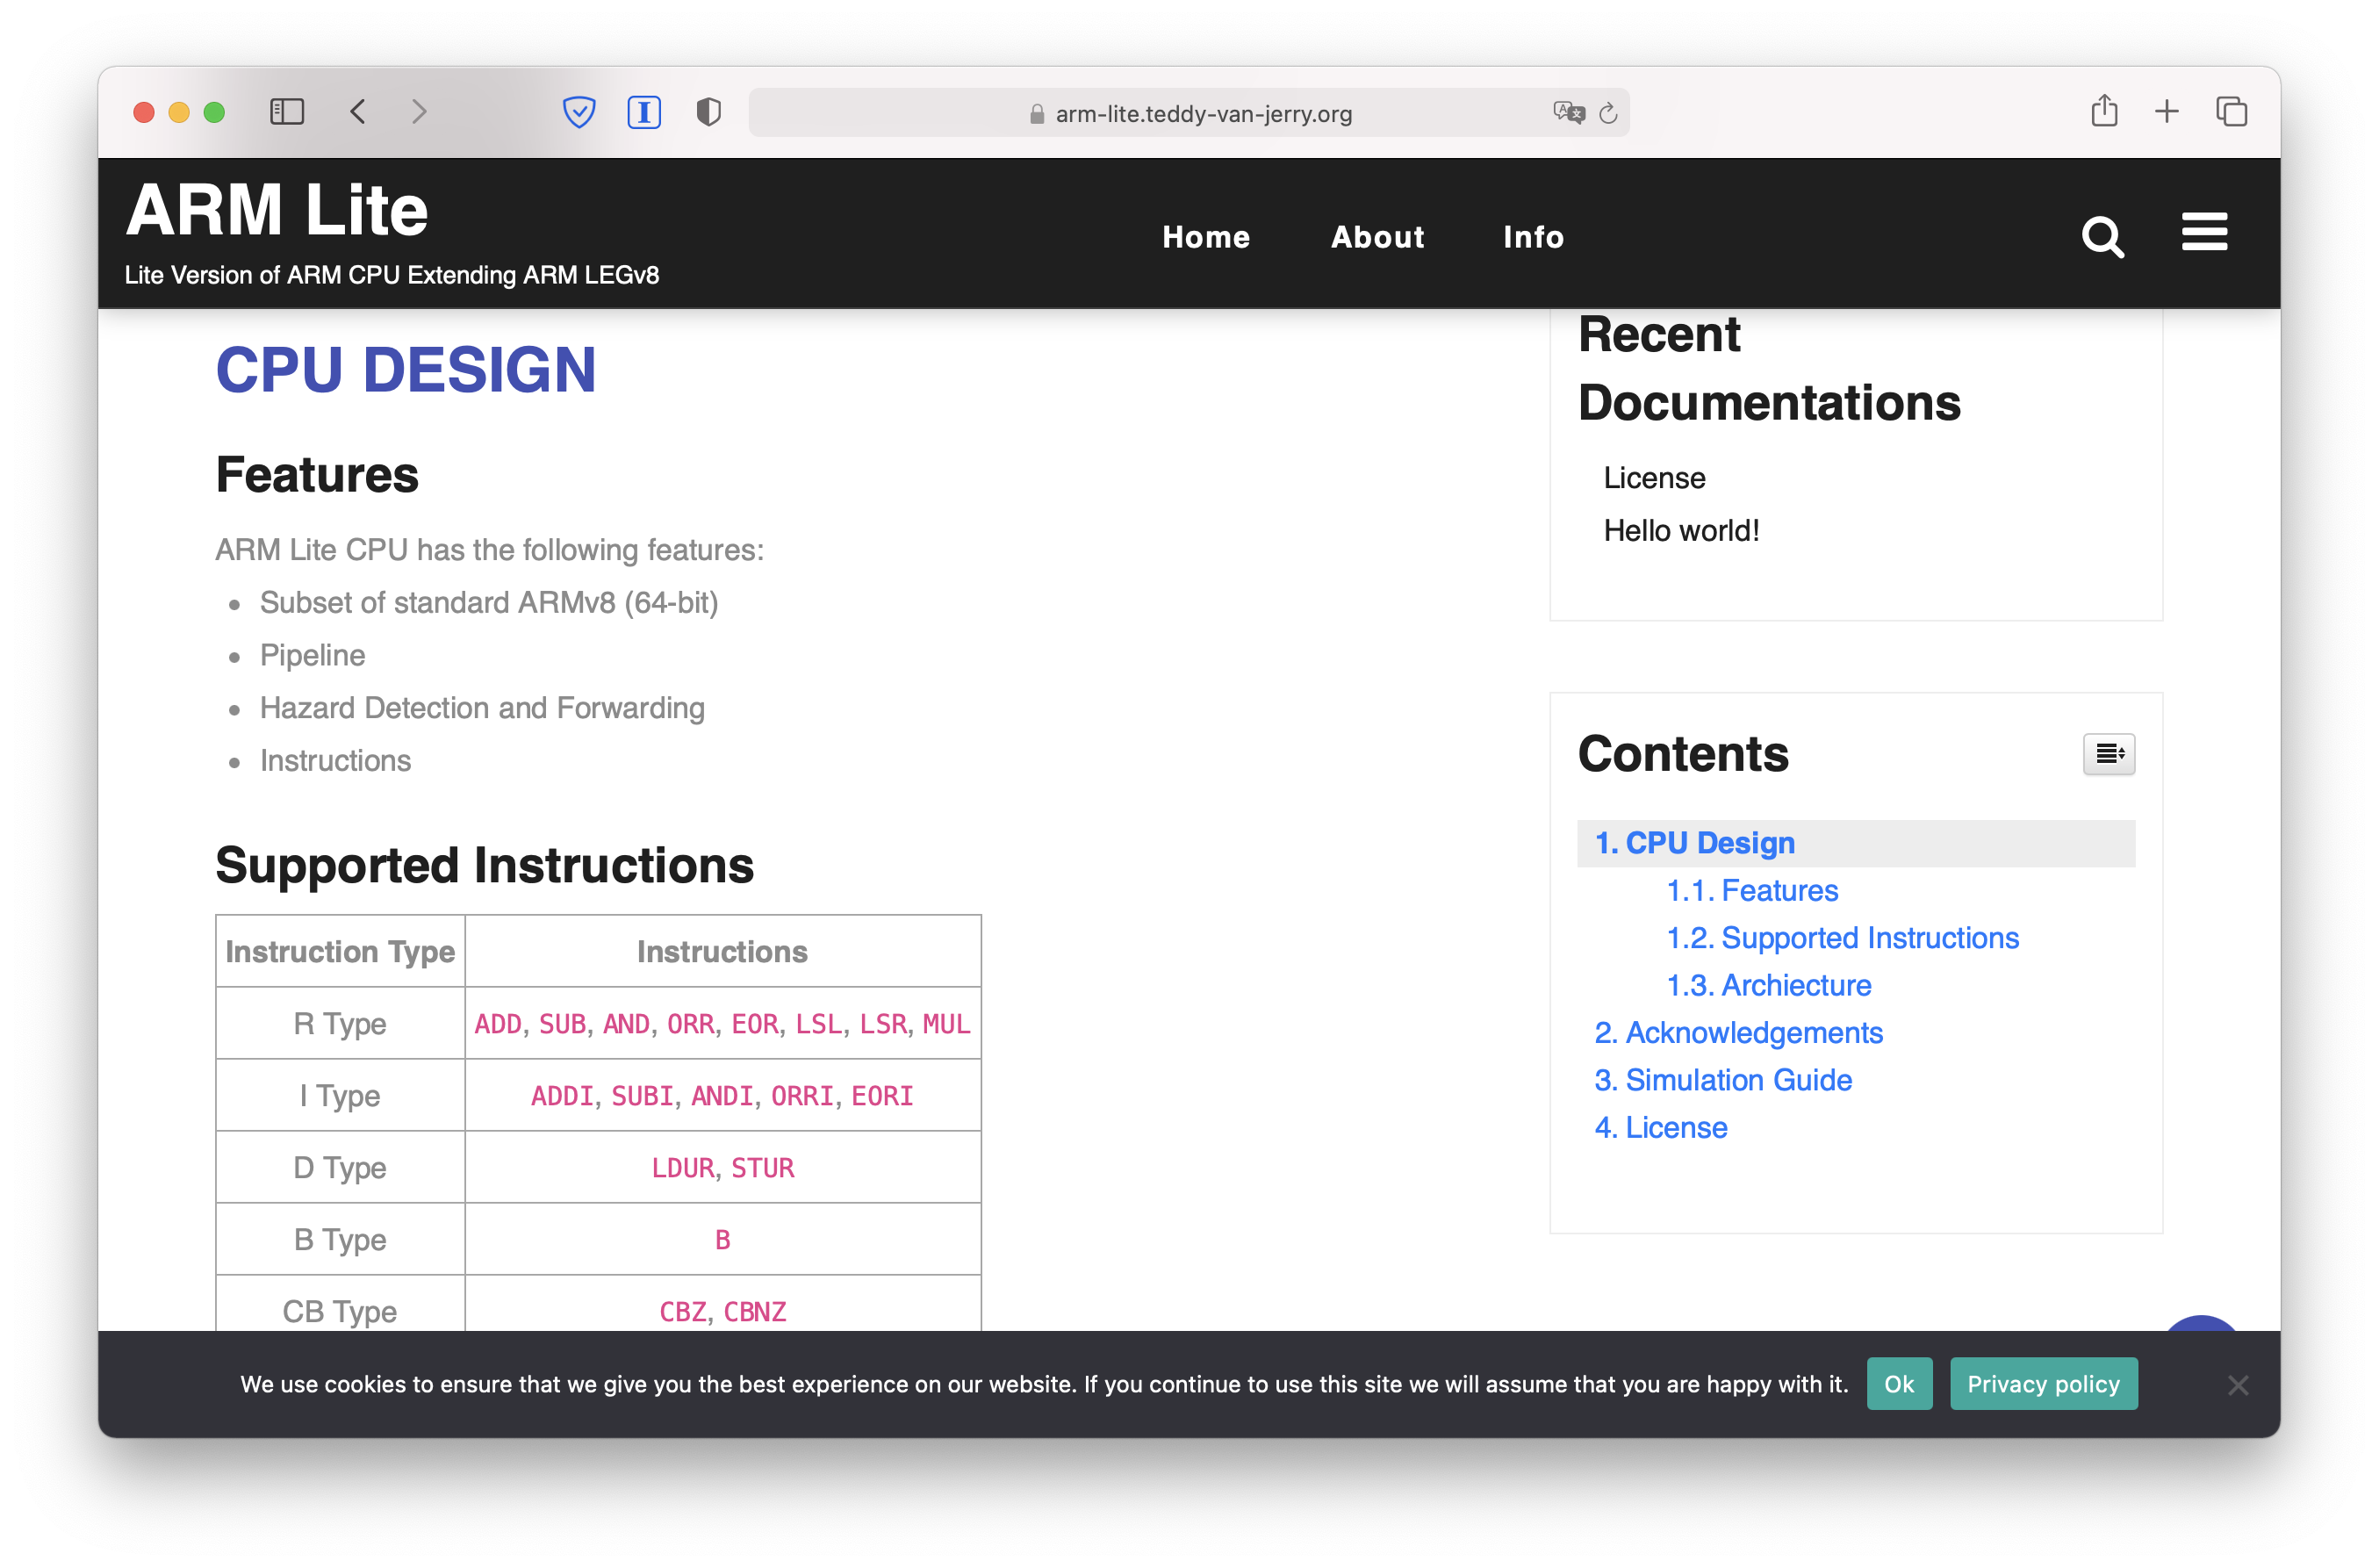 arm-lite.teddy-van-jerry.org
ARM Lite
Lite Version of ARM CPU Extending ARM LEGv8
Home About Info
CPU DESIGN
Features
ARM Lite CPU has the following features:
• Subset of standard ARMv8 (64-bit)
• Pipeline
• Hazard Detection and Forwarding
• Instructions
Supported Instructions
Instruction Type Instructions
R Type ADD, SUB, AND, ORR, EOR, LSL, LSR, MUL
I Type ADDI, SUBI, ANDI, ORRI, EORI
D Type LDUR, STUR
B Type B
CB Type CBZ, CBNZ
Recent
Documentations
License
Hello world!
Contents
1. CPU Design
1.1. Features
1.2. Supported Instructions
1.3. Archiecture
2. Acknowledgements
3. Simulation Guide
4. License
We use cookies to ensure that we give you the best experience on our website. If you continue to use this site we will assume that you are happy with it. Ok Privacy policy